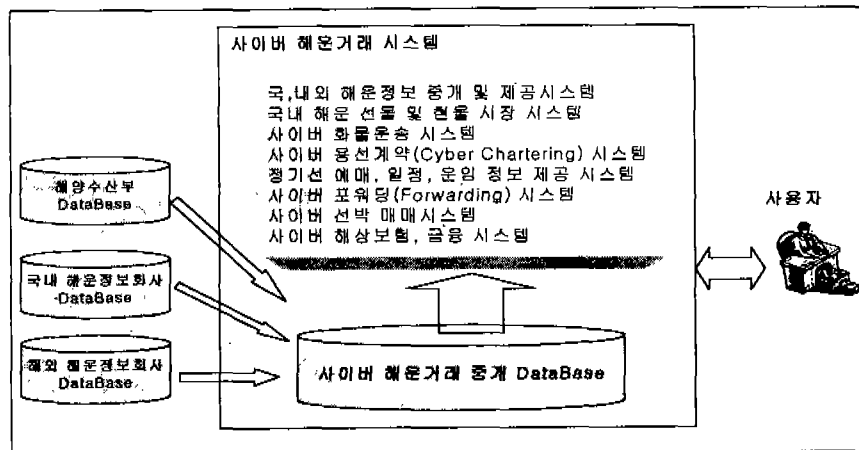 사이버 해운거래 시스템
국,내외 해운정보 중개 및 제공시스템
국내 해운 선물 및 현물 시장 시스템
사이버 화물운송 시스템
사이버 용선계약(Cyber Chartering) 시스템
정기선 예매, 일정, 운임 정보 제공 시스템
사이버 포워딩(Forwarding) 시스템
사이버 선박 매매시스템
사이버 해상보험, 금융 시스템
해양수산부
DataBase
국내 해운정보회사
DataBase
해외 해운정보회사
DataBase
사이버 해운거래 중개 DataBase
사용자